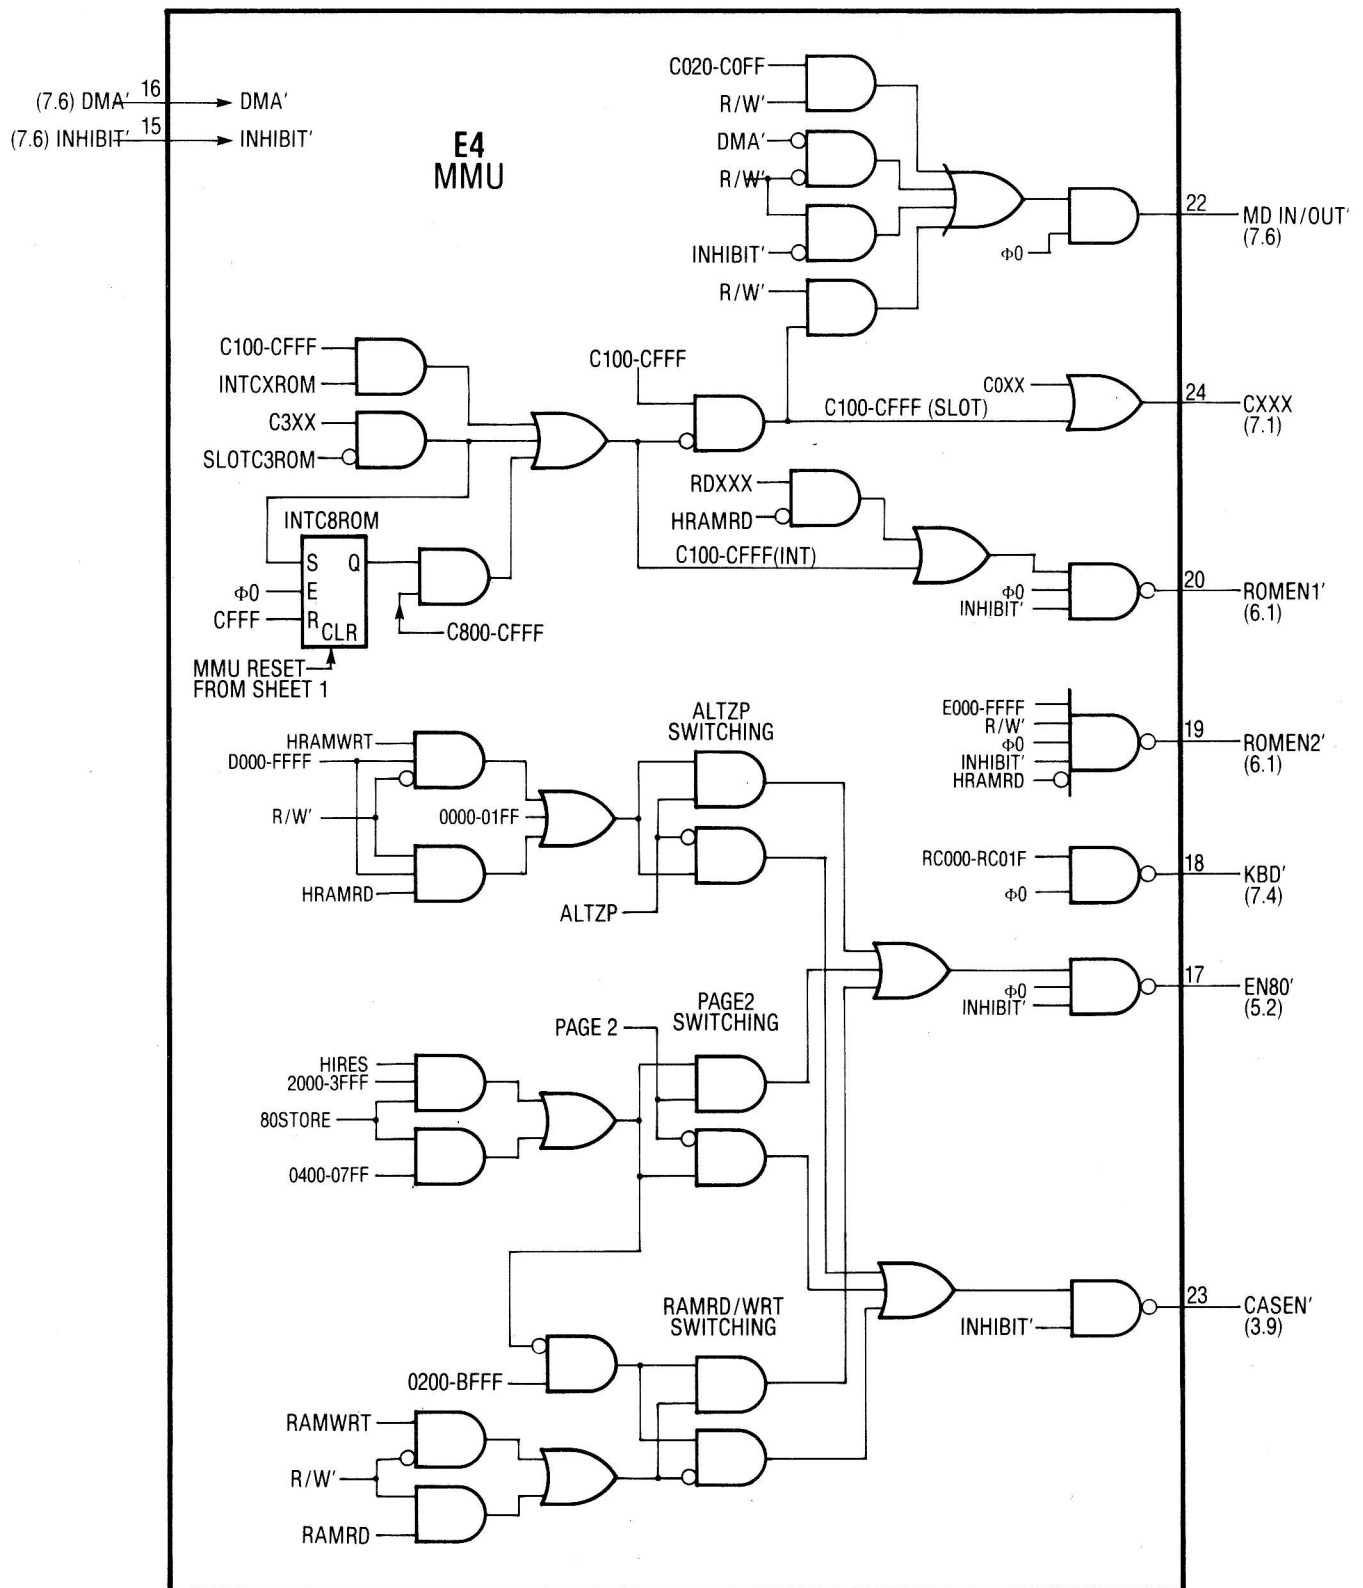 (7.6) DMA′ 16 DMA′
(7.6) INHIBIT′ 15 INHIBIT′
E4
MMU
C020-C0FF
R/W′
DMA′
R/W′
INHIBIT′
R/W′
Φ0
22 MD IN/OUT′
(7.6)
C100-CFFF
INTCXROM
C3XX
SLOTC3ROM
C100-CFFF
C100-CFFF (SLOT)
C0XX
24 CXXX
(7.1)
RDXXX
HRAMRD
C100-CFFF(INT)
Φ0
INHIBIT′
20 ROMEN1′
(6.1)
INTC8ROM
S Q
Φ0 E
CFFF R
CLR
C800-CFFF
MMU RESET
FROM SHEET 1
E000-FFFF
R/W′
Φ0
INHIBIT′
HRAMRD
19 ROMEN2′
(6.1)
ALTZP
SWITCHING
HRAMWRT
D000-FFFF
R/W′
0000-01FF
HRAMRD
ALTZP
RC000-RC01F
Φ0
18 KBD′
(7.4)
Φ0
INHIBIT′
17 EN80′
(5.2)
PAGE2
SWITCHING
PAGE 2
HIRES
2000-3FFF
80STORE
0400-07FF
RAMRD/WRT
SWITCHING
INHIBIT′
23 CASEN′
(3.9)
0200-BFFF
RAMWRT
R/W′
RAMRD